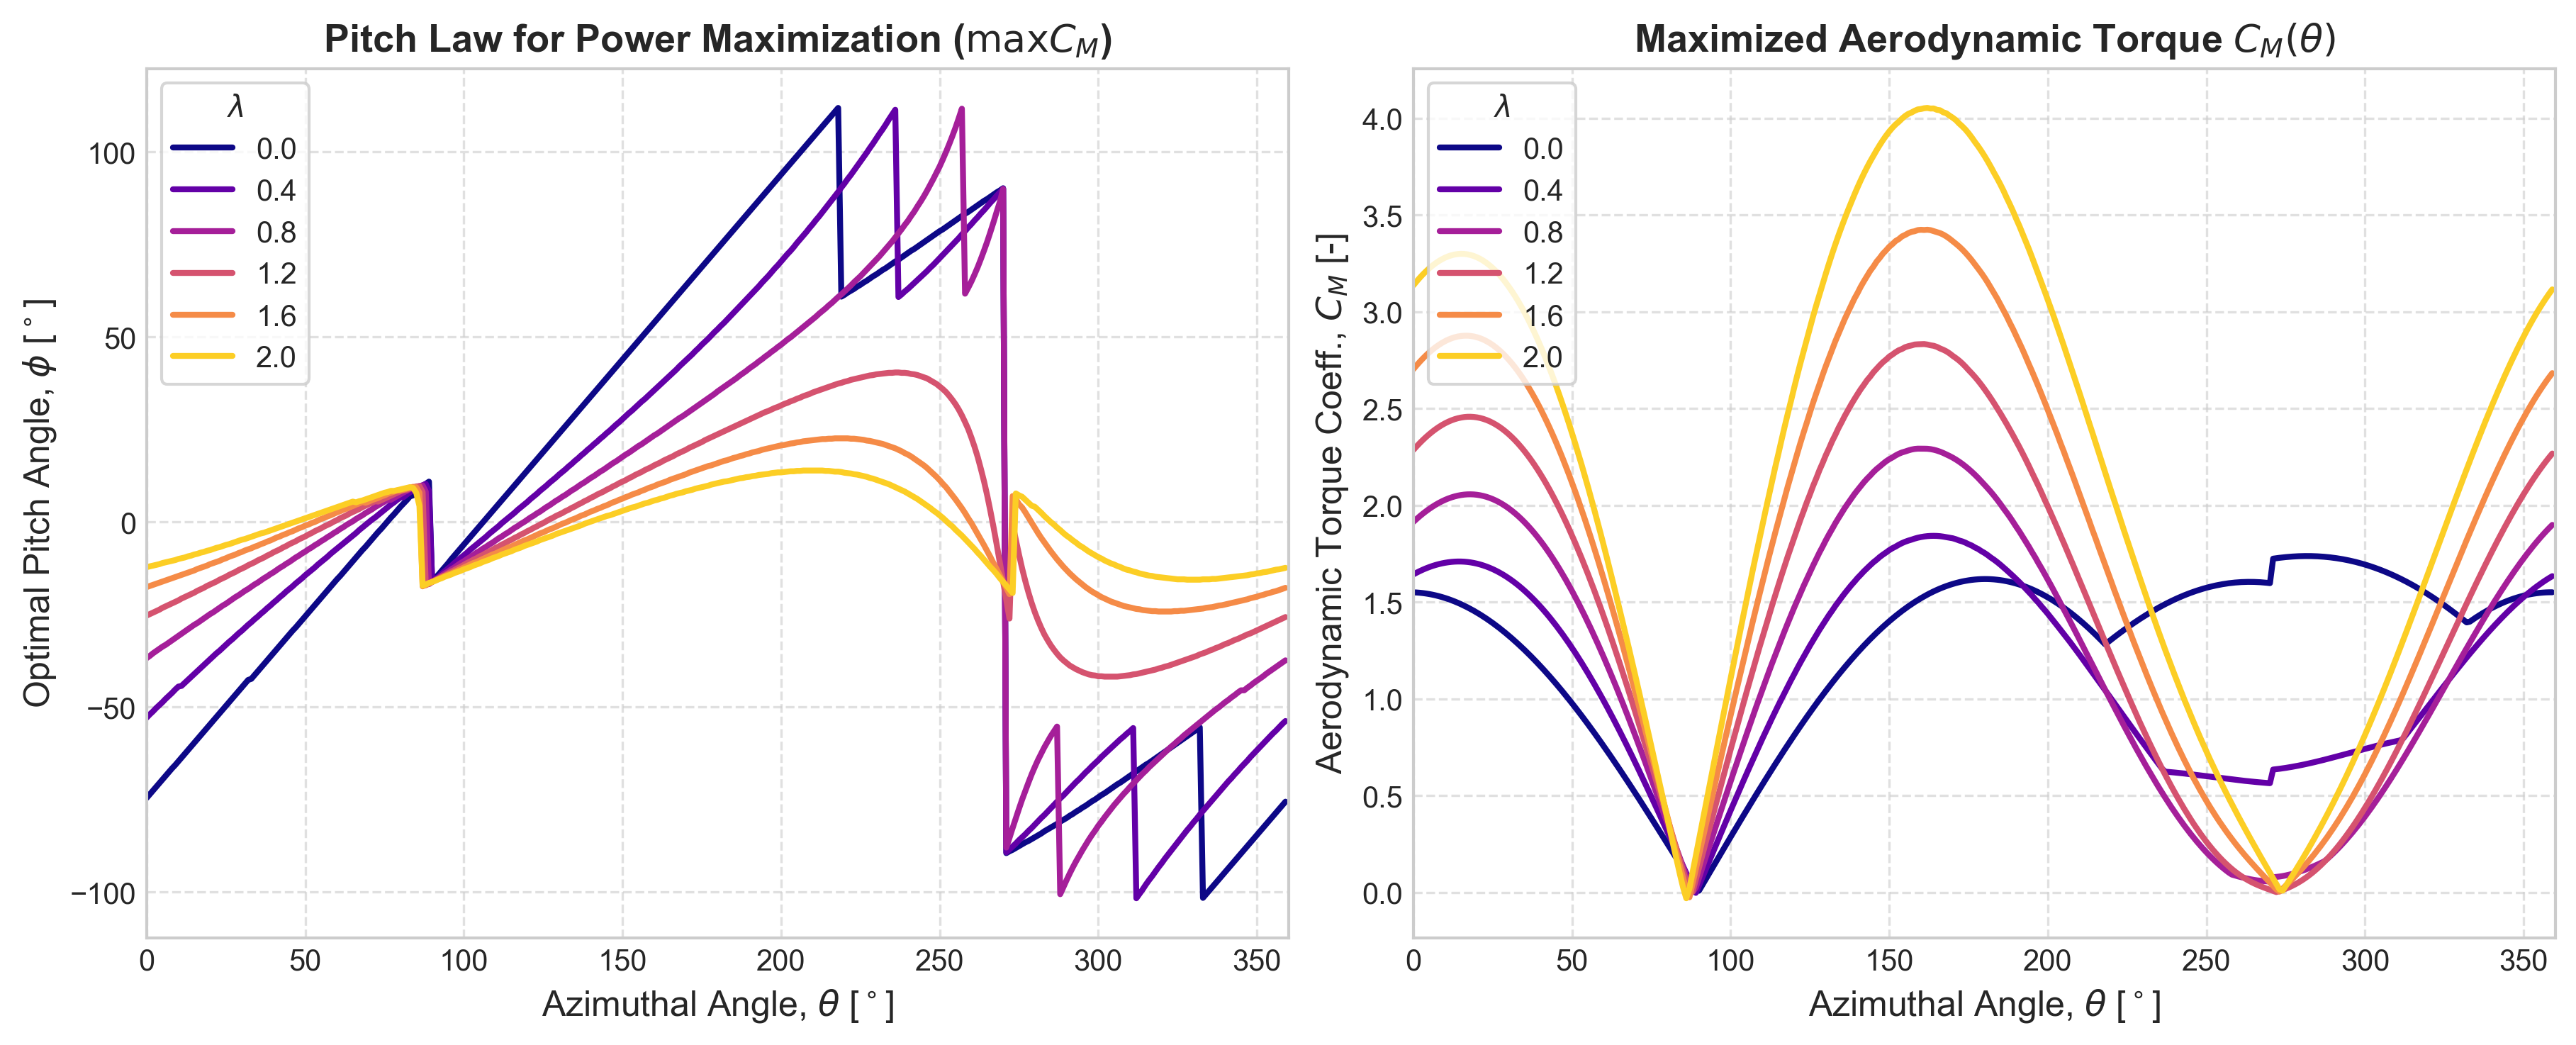 Pitch Law for Power Maximization (max C_M)
λ
0.0
0.4
0.8
1.2
1.6
2.0
100
50
0
−50
−100
0 50 100 150 200 250 300 350
Optimal Pitch Angle, ϕ [°]
Azimuthal Angle, θ [°]
Maximized Aerodynamic Torque C_M(θ)
λ
0.0
0.4
0.8
1.2
1.6
2.0
4.0
3.5
3.0
2.5
2.0
1.5
1.0
0.5
0.0
0 50 100 150 200 250 300 350
Aerodynamic Torque Coeff., C_M [-]
Azimuthal Angle, θ [°]